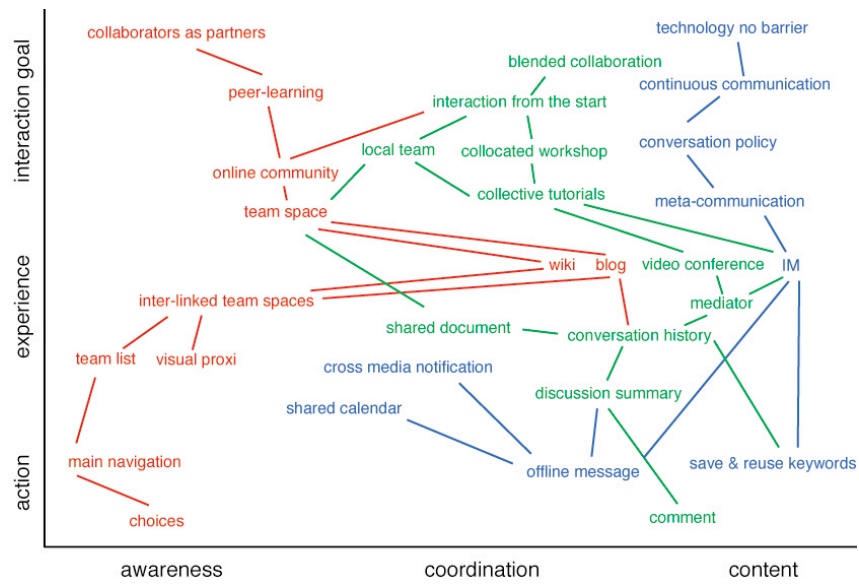 technology no barrier
collaborators as partners
blended collaboration
continuous communication
peer-learning
interaction from the start
conversation policy
local team
collocated workshop
online community
collective tutorials
meta-communication
team space
wiki
blog
video conference
IM
inter-linked team spaces
mediator
shared document
conversation history
team list
visual proxi
cross media notification
discussion summary
shared calendar
main navigation
offline message
save & reuse keywords
choices
comment
interaction goal
experience
action
awareness
coordination
content